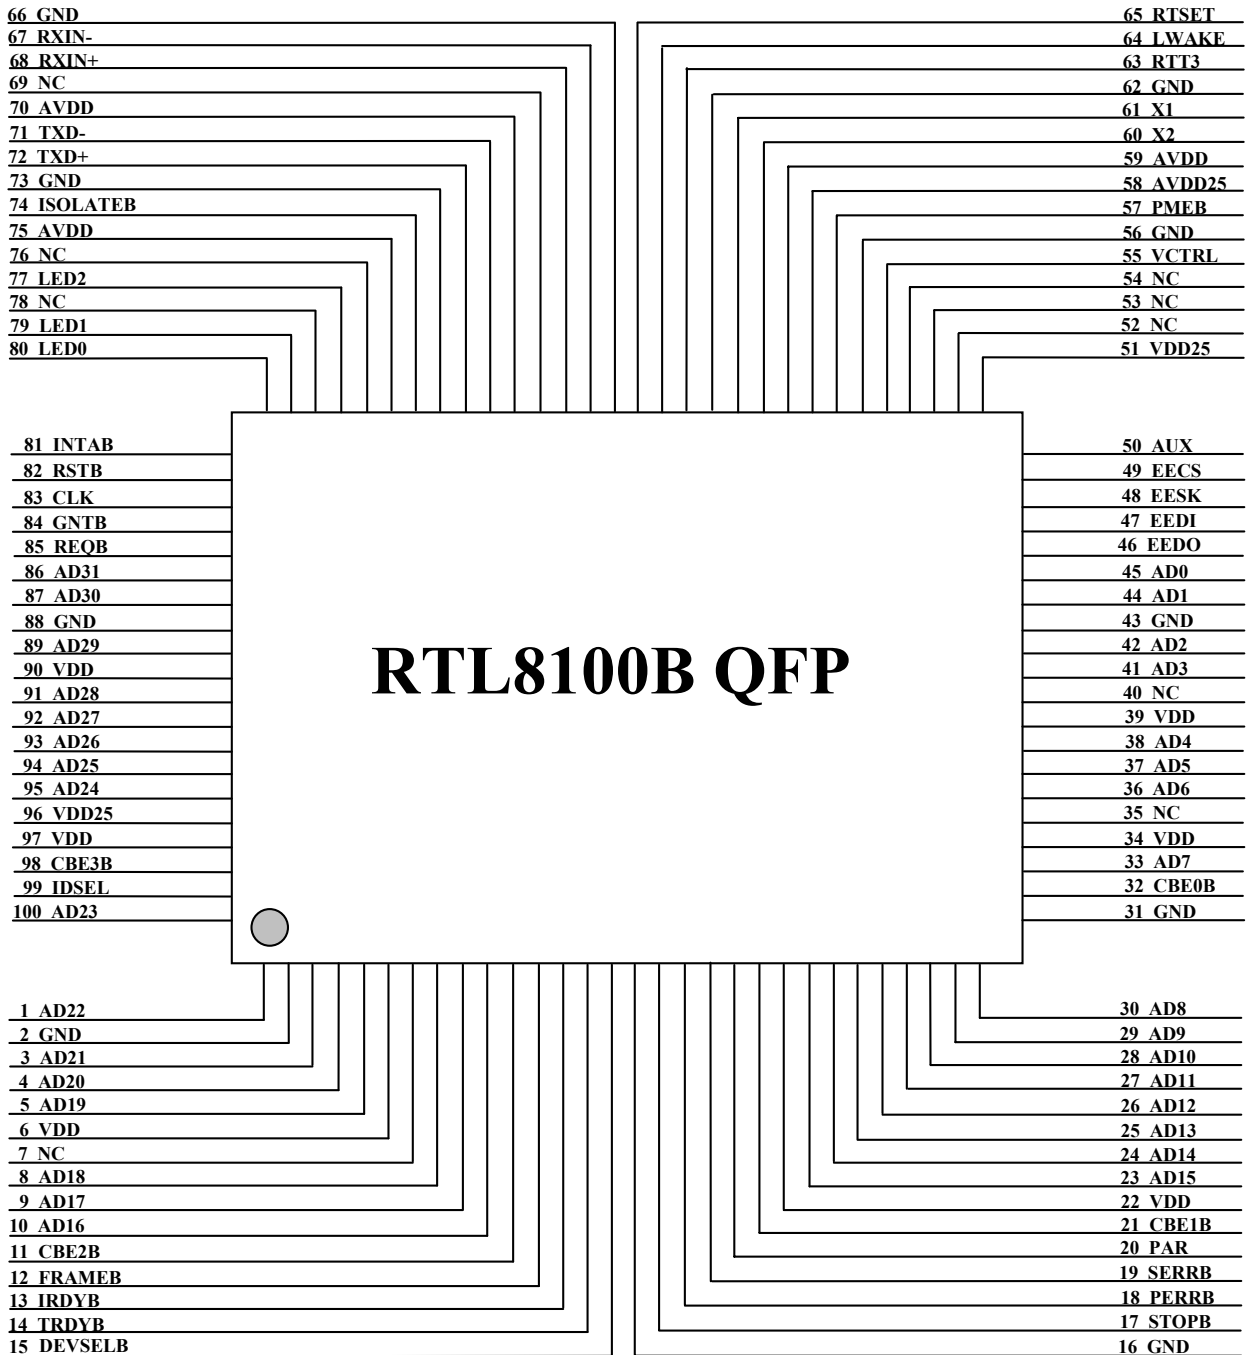 66 GND
67 RXIN-
68 RXIN+
69 NC
70 AVDD
71 TXD-
72 TXD+
73 GND
74 ISOLATEB
75 AVDD
76 NC
77 LED2
78 NC
79 LED1
80 LED0
65 RTSET
64 LWAKE
63 RTT3
62 GND
61 X1
60 X2
59 AVDD
58 AVDD25
57 PMEB
56 GND
55 VCTRL
54 NC
53 NC
52 NC
51 VDD25
81 INTAB
82 RSTB
83 CLK
84 GNTB
85 REQB
86 AD31
87 AD30
88 GND
89 AD29
90 VDD
91 AD28
92 AD27
93 AD26
94 AD25
95 AD24
96 VDD25
97 VDD
98 CBE3B
99 IDSEL
100 AD23
RTL8100B QFP
50 AUX
49 EECS
48 EESK
47 EEDI
46 EEDO
45 AD0
44 AD1
43 GND
42 AD2
41 AD3
40 NC
39 VDD
38 AD4
37 AD5
36 AD6
35 NC
34 VDD
33 AD7
32 CBE0B
31 GND
1 AD22
2 GND
3 AD21
4 AD20
5 AD19
6 VDD
7 NC
8 AD18
9 AD17
10 AD16
11 CBE2B
12 FRAMEB
13 IRDYB
14 TRDYB
15 DEVSELB
30 AD8
29 AD9
28 AD10
27 AD11
26 AD12
25 AD13
24 AD14
23 AD15
22 VDD
21 CBE1B
20 PAR
19 SERRB
18 PERRB
17 STOPB
16 GND